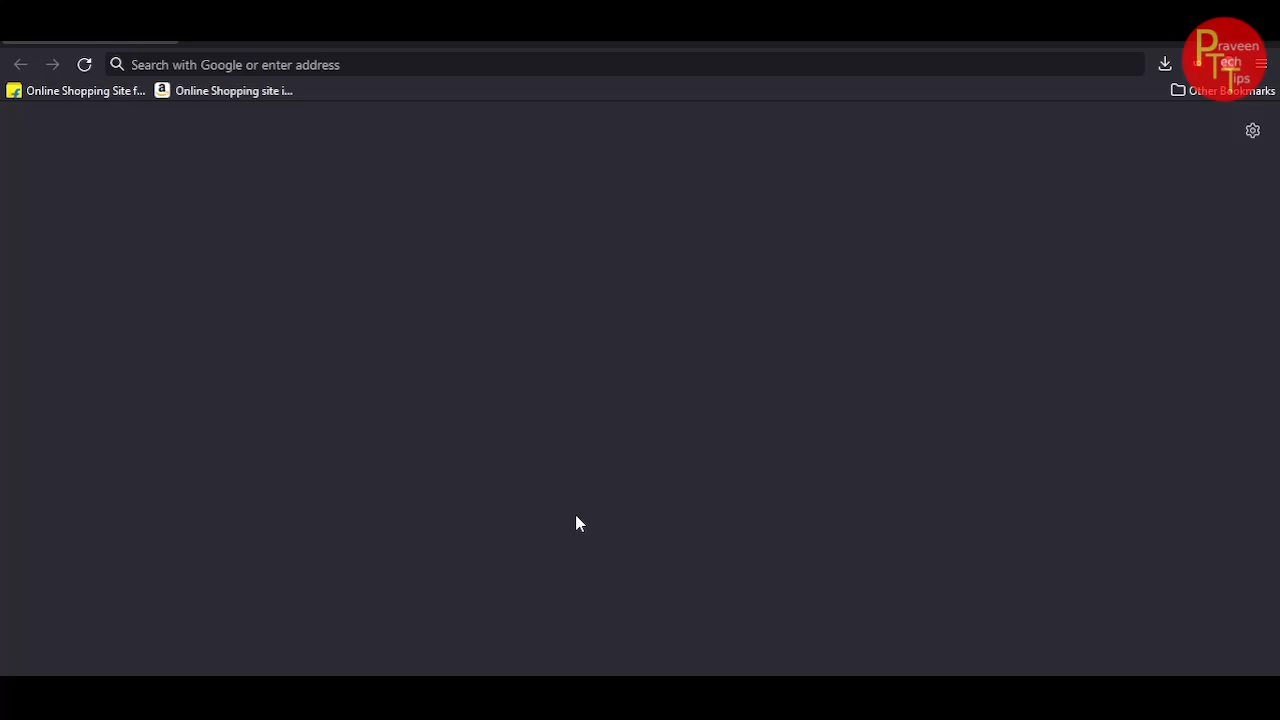 Search with Google or enter address
Online Shopping Site f...
a
Online Shopping site i...
Other Bookmarks
Praveen
Tech
Tips